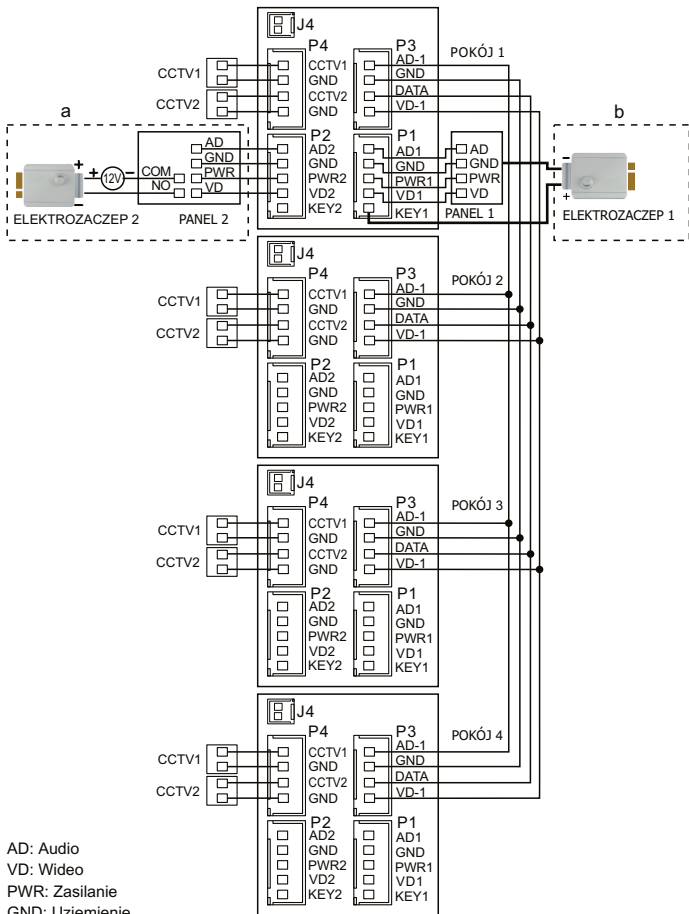 J4
P4
P3
POKÓJ 1
CCTV1
CCTV1
AD-1
GND
GND
CCTV2
CCTV2
DATA
GND
VD-1
a
b
P2
P1
AD
AD2
AD1
AD
GND
GND
GND
GND
COM
PWR
PWR2
PWR1
PWR
12V
NO
VD
VD2
VD1
VD
KEY2
KEY1
ELEKTROZACZEP 2
PANEL 2
PANEL 1
ELEKTROZACZEP 1
J4
P4
P3
POKÓJ 2
CCTV1
CCTV1
AD-1
GND
GND
CCTV2
CCTV2
DATA
GND
VD-1
P2
P1
AD2
AD1
GND
GND
PWR2
PWR1
VD2
VD1
KEY2
KEY1
J4
P4
P3
POKÓJ 3
CCTV1
CCTV1
AD-1
GND
GND
CCTV2
CCTV2
DATA
GND
VD-1
P2
P1
AD2
AD1
GND
GND
PWR2
PWR1
VD2
VD1
KEY2
KEY1
J4
P4
P3
POKÓJ 4
CCTV1
CCTV1
AD-1
GND
GND
CCTV2
CCTV2
DATA
GND
VD-1
P2
P1
AD2
AD1
GND
GND
PWR2
PWR1
VD2
VD1
KEY2
KEY1
AD: Audio
VD: Wideo
PWR: Zasilanie
GND: Uziemienie